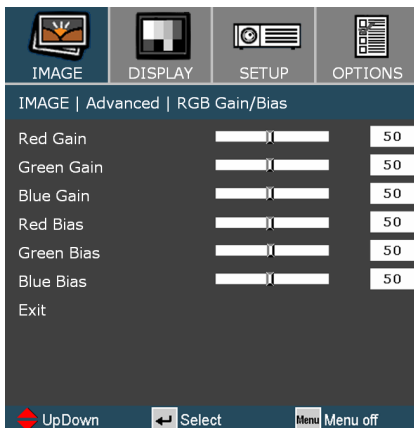 IMAGE DISPLAY SETUP OPTIONS
IMAGE | Advanced | RGB Gain/Bias
Red Gain 50
Green Gain 50
Blue Gain 50
Red Bias 50
Green Bias 50
Blue Bias 50
Exit
UpDown Select Menu Menu off